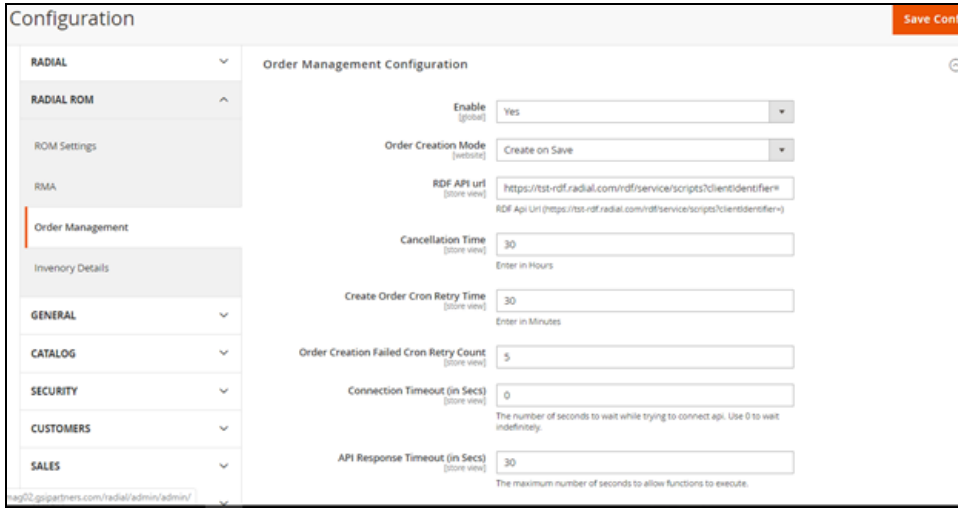 Configuration
Save Conf
RADIAL
RADIAL ROM
ROM Settings
RMA
Order Management
Invenory Details
GENERAL
CATALOG
SECURITY
CUSTOMERS
SALES
mag02.gsipartners.com/radial/admin/admin/
Order Management Configuration
Enable
[global]
Yes
Order Creation Mode
[website]
Create on Save
RDF API url
[store view]
https://tst-rdf.radial.com/rdf/service/scripts?clientIdentifier=
RDF Api Url (https://tst-rdf.radial.com/rdf/service/scripts?clientIdentifier=)
Cancellation Time
[store view]
30
Enter in Hours
Create Order Cron Retry Time
[store view]
30
Enter in Minutes
Order Creation Failed Cron Retry Count
[store view]
5
Connection Timeout (in Secs)
[store view]
0
The number of seconds to wait while trying to connect api. Use 0 to wait
indefinitely.
API Response Timeout (in Secs)
[store view]
30
The maximum number of seconds to allow functions to execute.